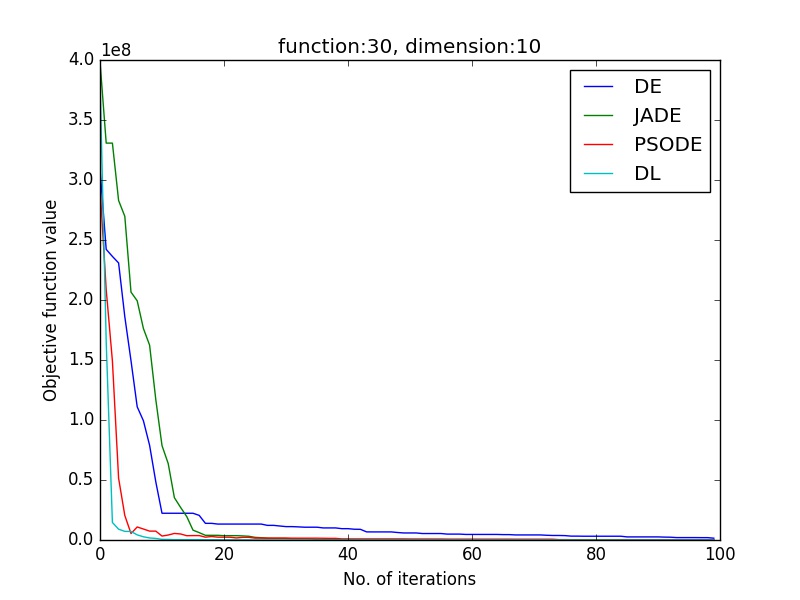 function:30, dimension:10
1e8
4.0
3.5
3.0
2.5
2.0
1.5
1.0
0.5
0.0
Objective function value
DE
JADE
PSODE
DL
0 20 40 60 80 100
No. of iterations